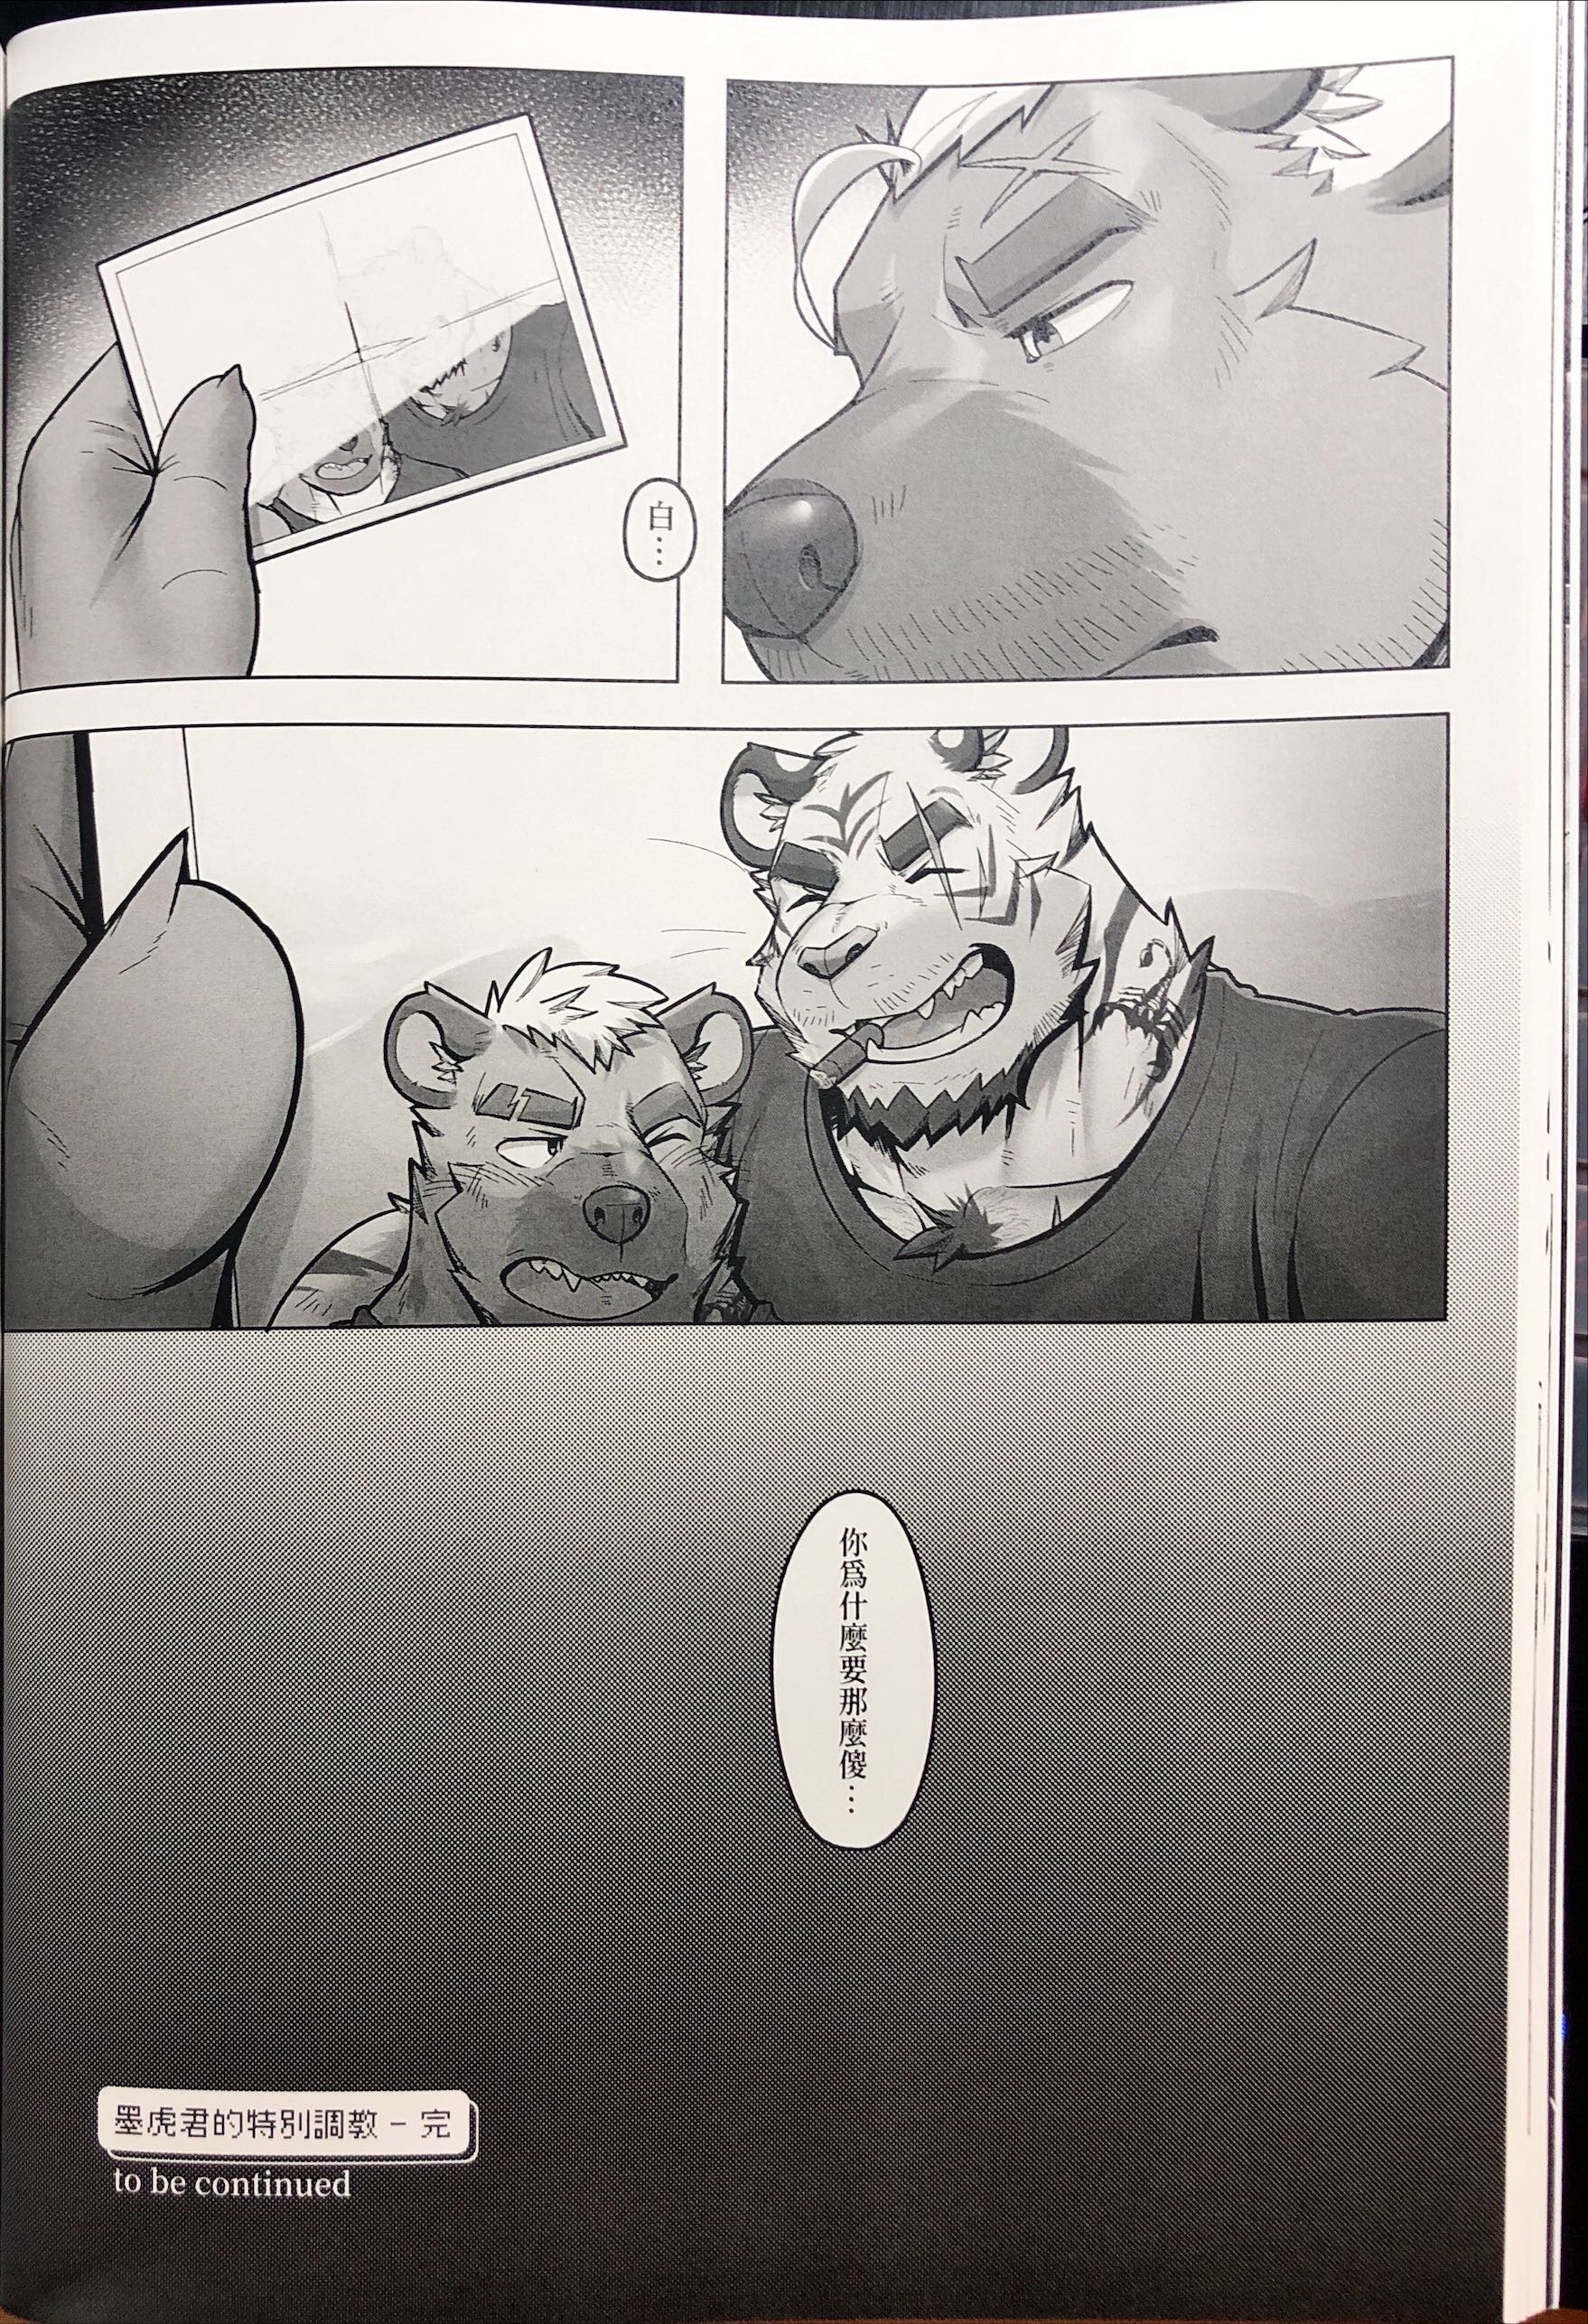 白…
你爲什麼要那麼傻…
墨虎君的特別調教 - 完
to be continued